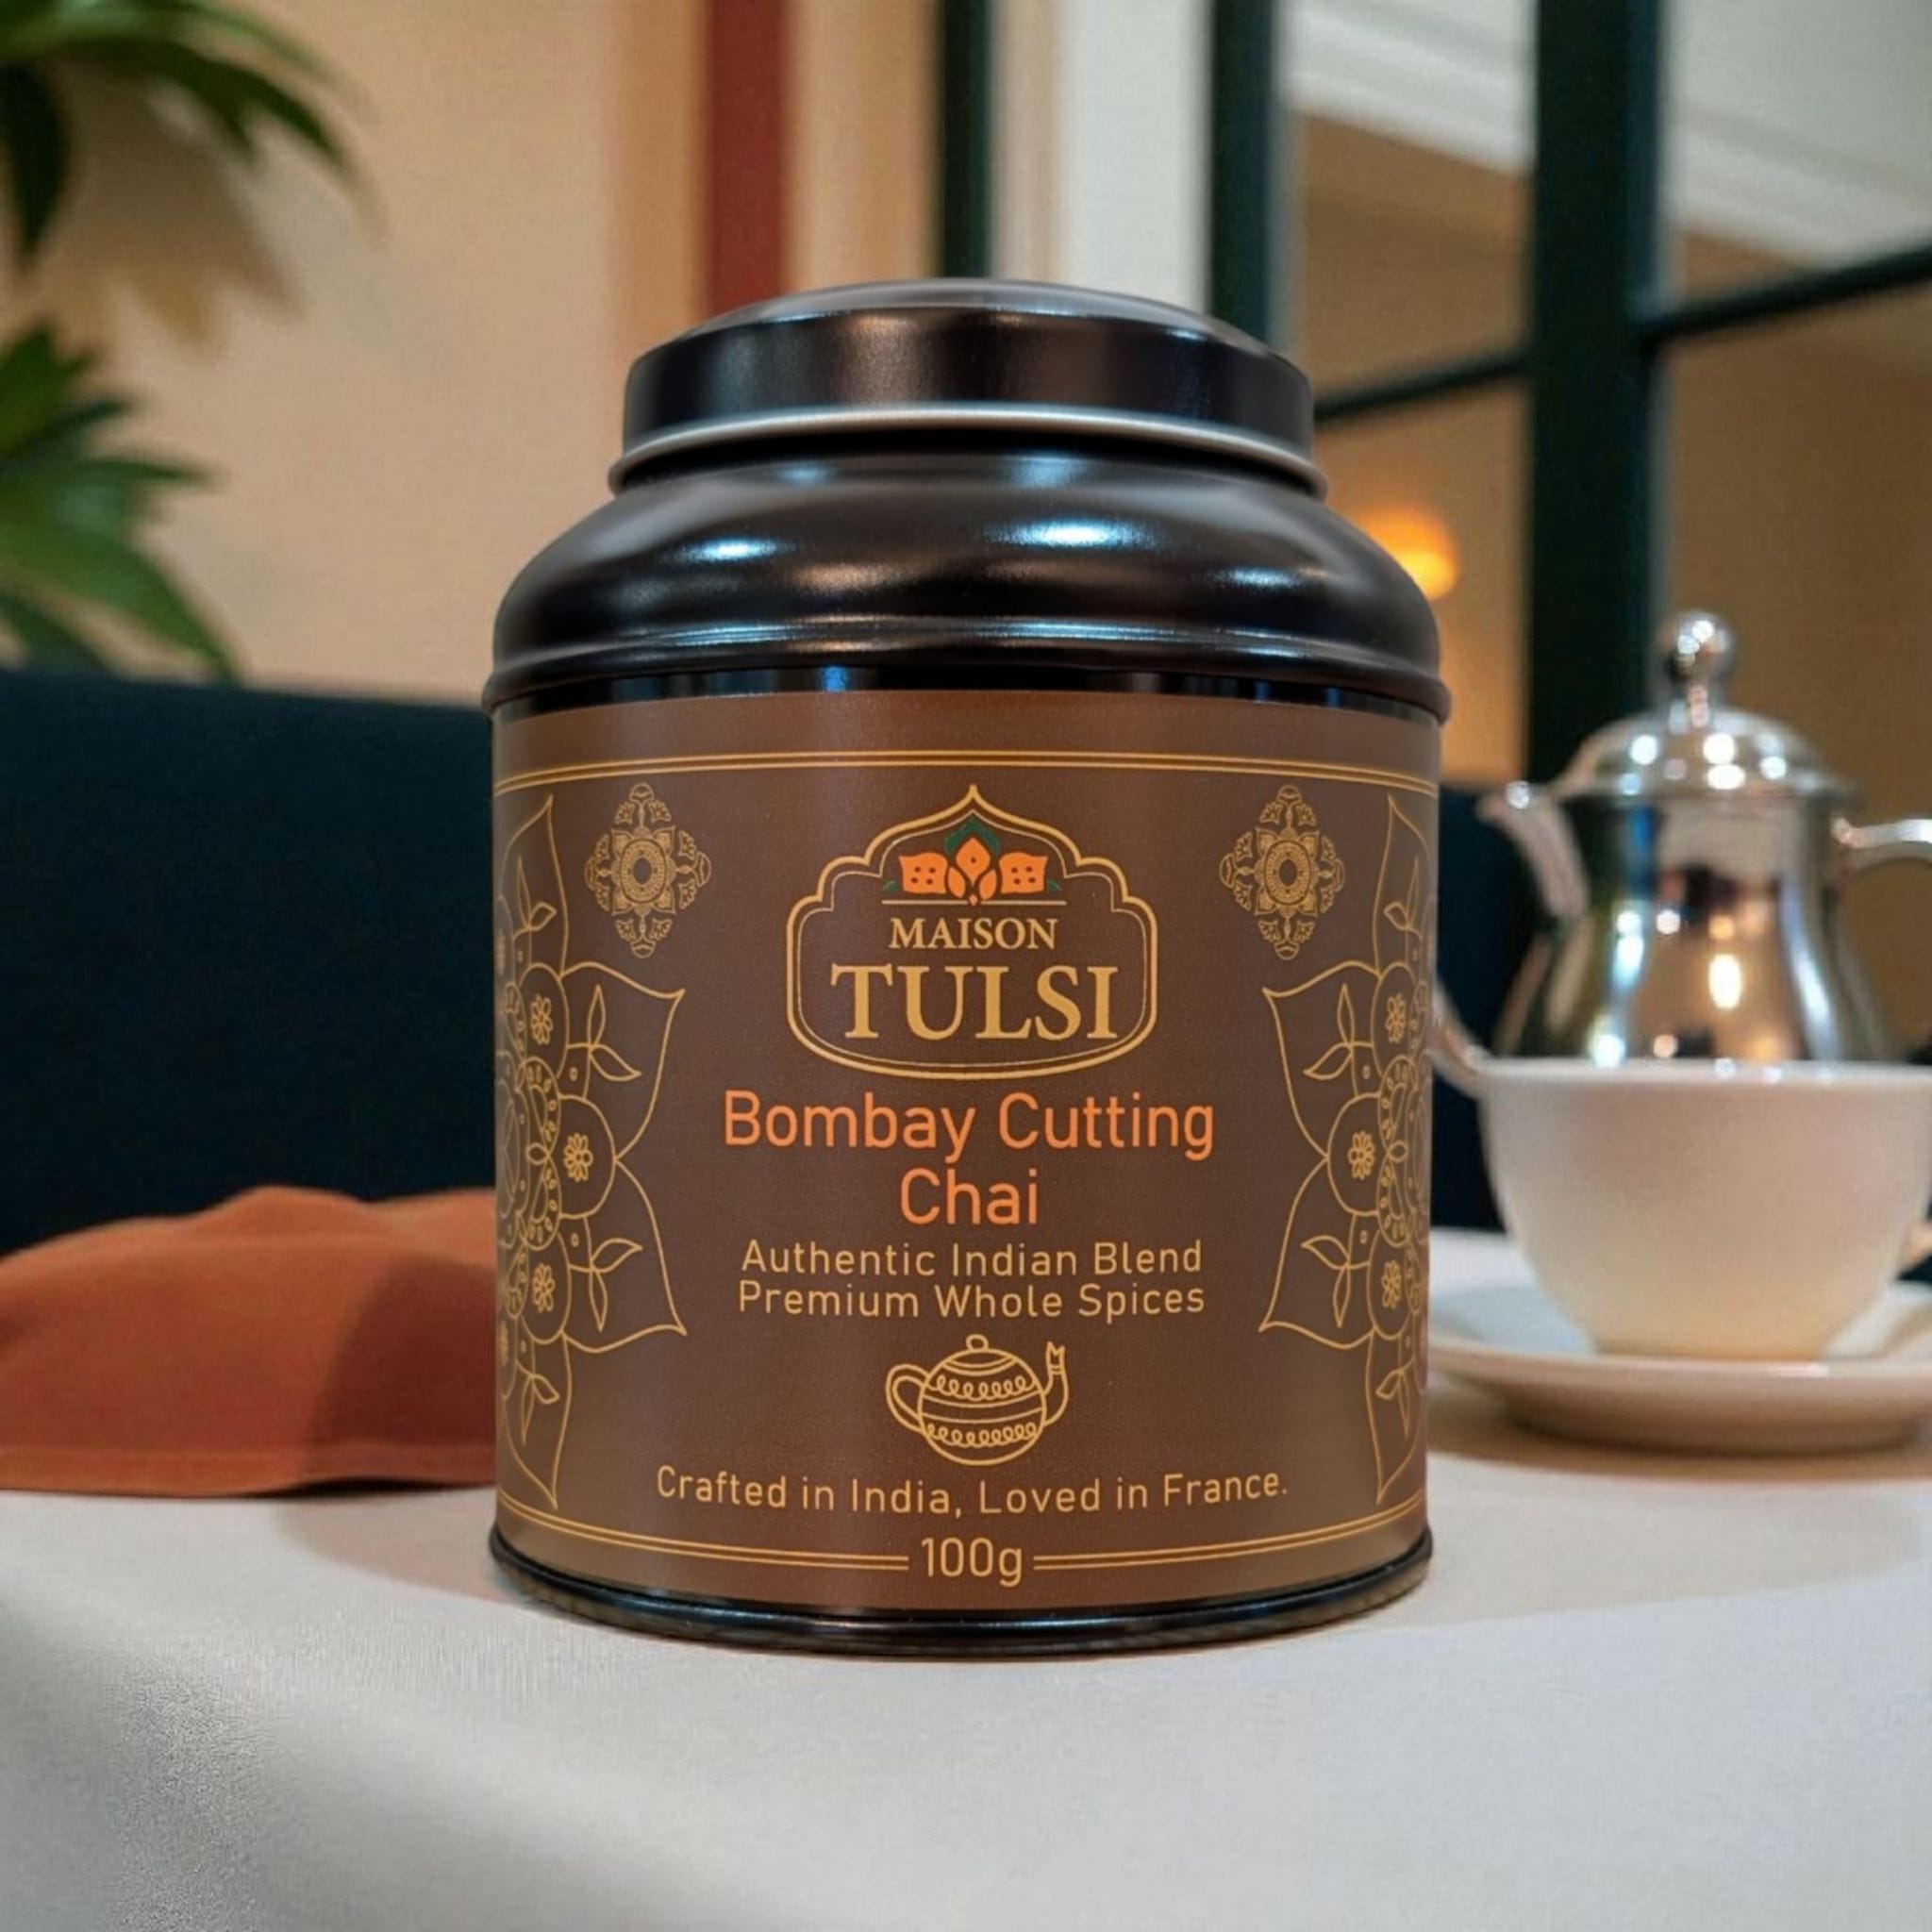 MAISON
TULSI
Bombay Cutting
Chai
Authentic Indian Blend
Premium Whole Spices
Crafted in India, Loved in France.
100g